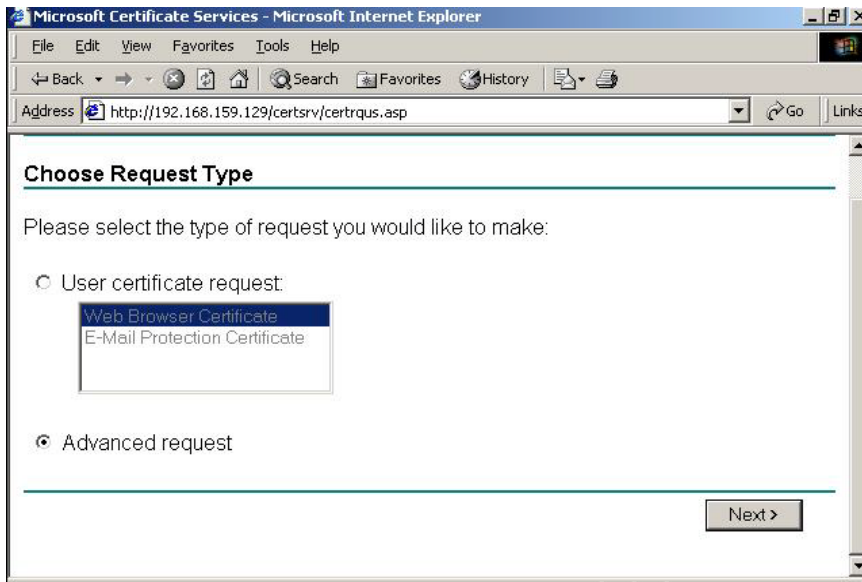 Microsoft Certificate Services - Microsoft Internet Explorer
File Edit View Favorites Tools Help
Back Search Favorites History
Address http://192.168.159.129/certsrv/certrqus.asp Go Links
Choose Request Type
Please select the type of request you would like to make:
User certificate request:
Web Browser Certificate
E-Mail Protection Certificate
Advanced request
Next >